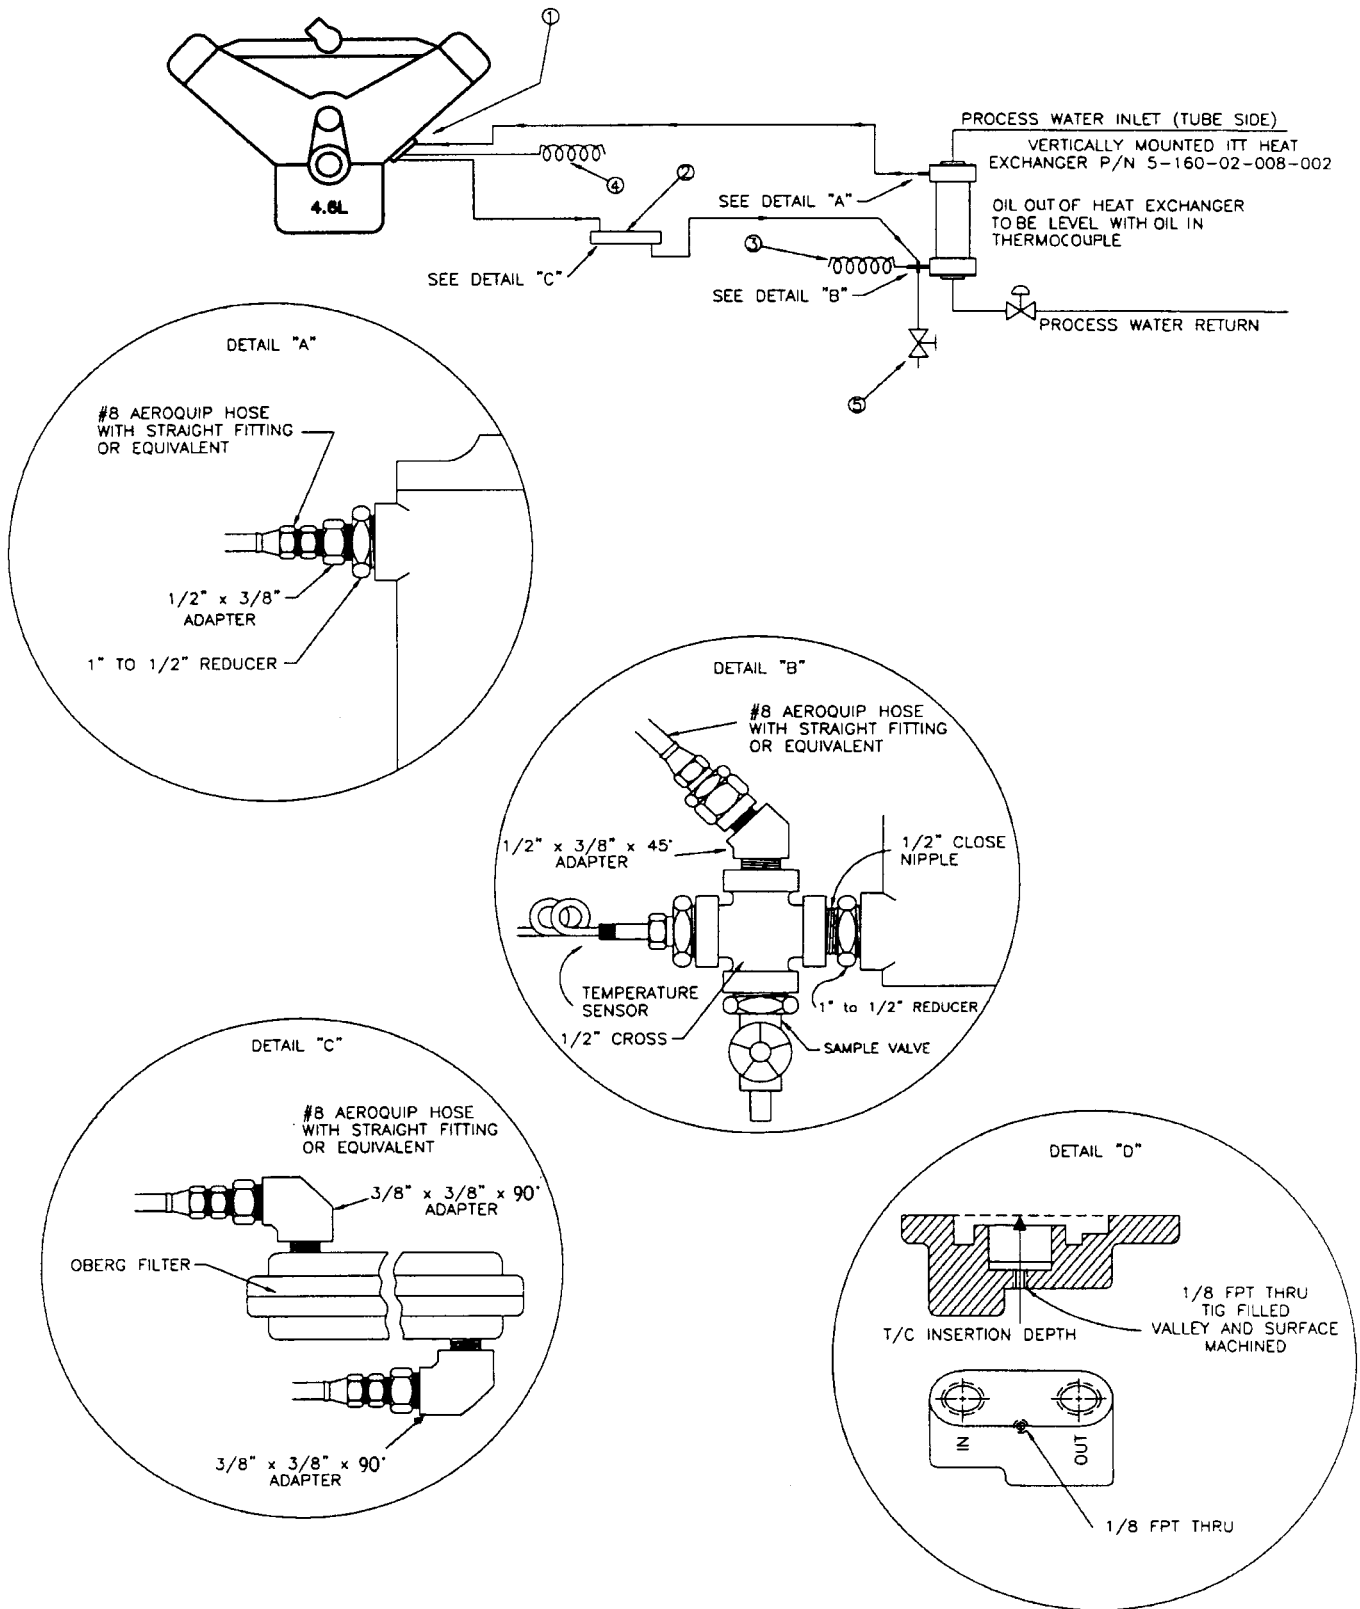 ①
PROCESS WATER INLET (TUBE SIDE)
VERTICALLY MOUNTED ITT HEAT
EXCHANGER P/N 5-160-02-008-002
④
②
4.6L
SEE DETAIL "A"
OIL OUT OF HEAT EXCHANGER
TO BE LEVEL WITH OIL IN
THERMOCOUPLE
③
SEE DETAIL "C"
SEE DETAIL "B"
PROCESS WATER RETURN
⑤
DETAIL "A"
#8 AEROQUIP HOSE
WITH STRAIGHT FITTING
OR EQUIVALENT
1/2" x 3/8"
ADAPTER
1" TO 1/2" REDUCER
DETAIL "B"
#8 AEROQUIP HOSE
WITH STRAIGHT FITTING
OR EQUIVALENT
1/2" x 3/8" x 45°
ADAPTER
1/2" CLOSE
NIPPLE
TEMPERATURE
SENSOR
1" to 1/2" REDUCER
1/2" CROSS
SAMPLE VALVE
DETAIL "C"
#8 AEROQUIP HOSE
WITH STRAIGHT FITTING
OR EQUIVALENT
3/8" x 3/8" x 90°
ADAPTER
OBERG FILTER
3/8" x 3/8" x 90°
ADAPTER
DETAIL "D"
1/8 FPT THRU
TIG FILLED
VALLEY AND SURFACE
MACHINED
T/C INSERTION DEPTH
IN
OUT
1/8 FPT THRU